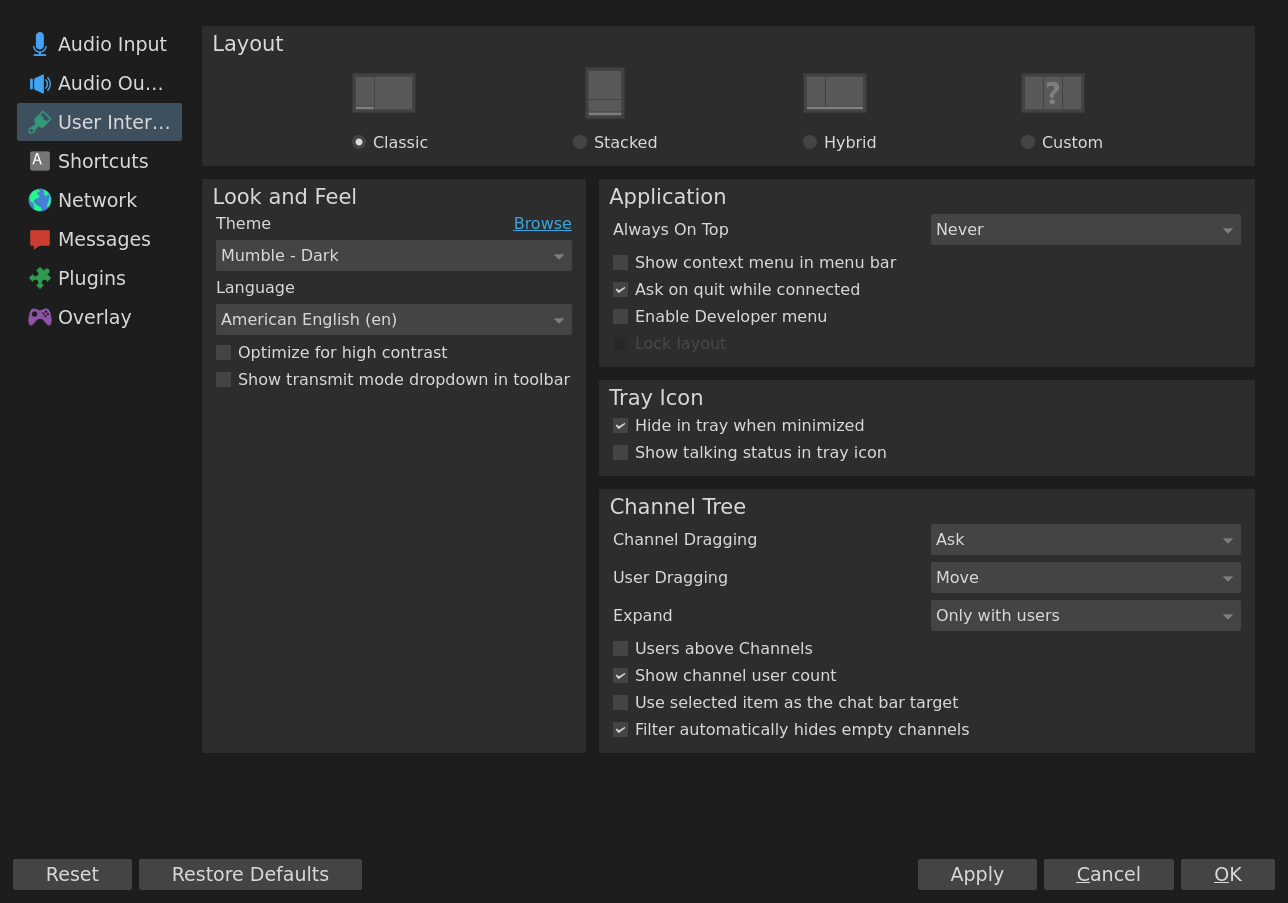 Audio Input
Audio Ou...
User Inter...
Shortcuts
Network
Messages
Plugins
Overlay
Layout
Classic
Stacked
Hybrid
Custom
Look and Feel
Theme Browse
Mumble - Dark
Language
American English (en)
Optimize for high contrast
Show transmit mode dropdown in toolbar
Application
Always On Top Never
Show context menu in menu bar
Ask on quit while connected
Enable Developer menu
Lock layout
Tray Icon
Hide in tray when minimized
Show talking status in tray icon
Channel Tree
Channel Dragging Ask
User Dragging Move
Expand Only with users
Users above Channels
Show channel user count
Use selected item as the chat bar target
Filter automatically hides empty channels
Reset Restore Defaults Apply Cancel OK